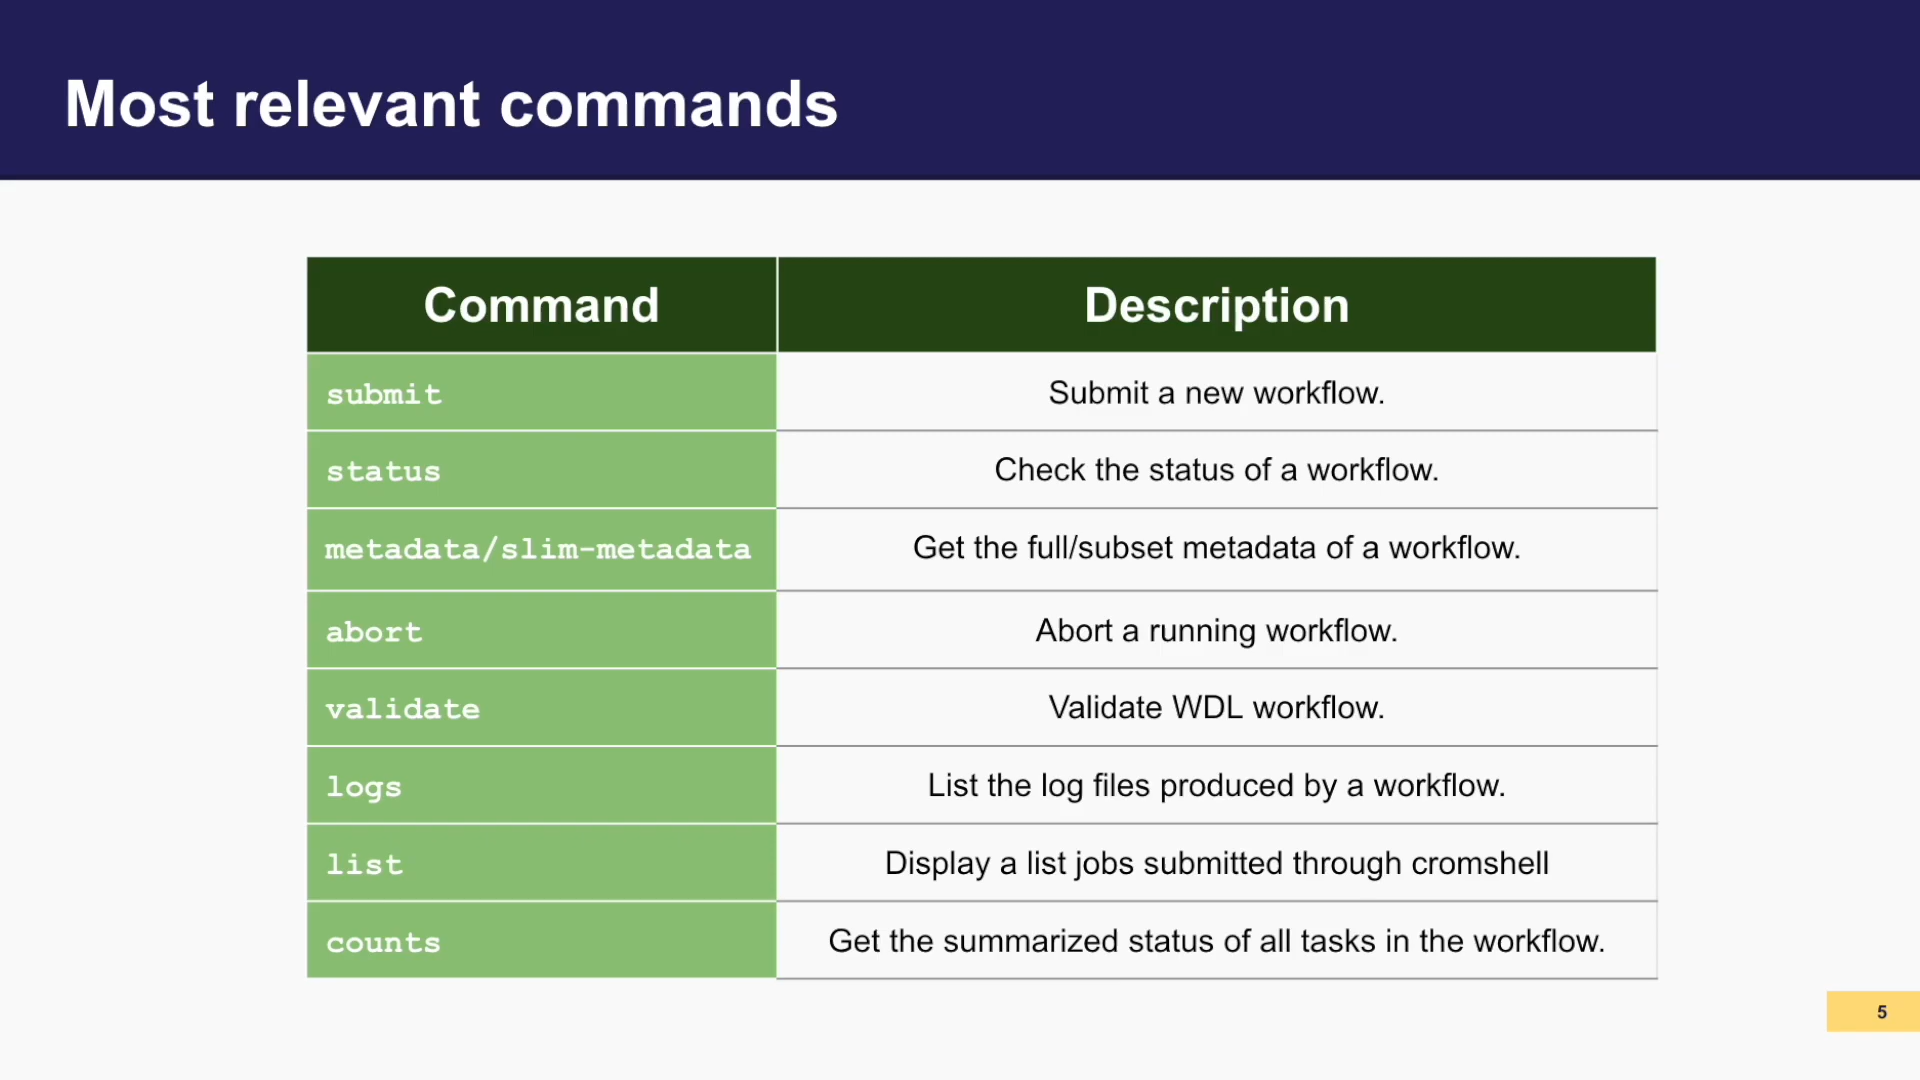 Most relevant commands
Command Description
submit Submit a new workflow.
status Check the status of a workflow.
metadata/slim-metadata Get the full/subset metadata of a workflow.
abort Abort a running workflow.
validate Validate WDL workflow.
logs List the log files produced by a workflow.
list Display a list jobs submitted through cromshell
counts Get the summarized status of all tasks in the workflow.
5